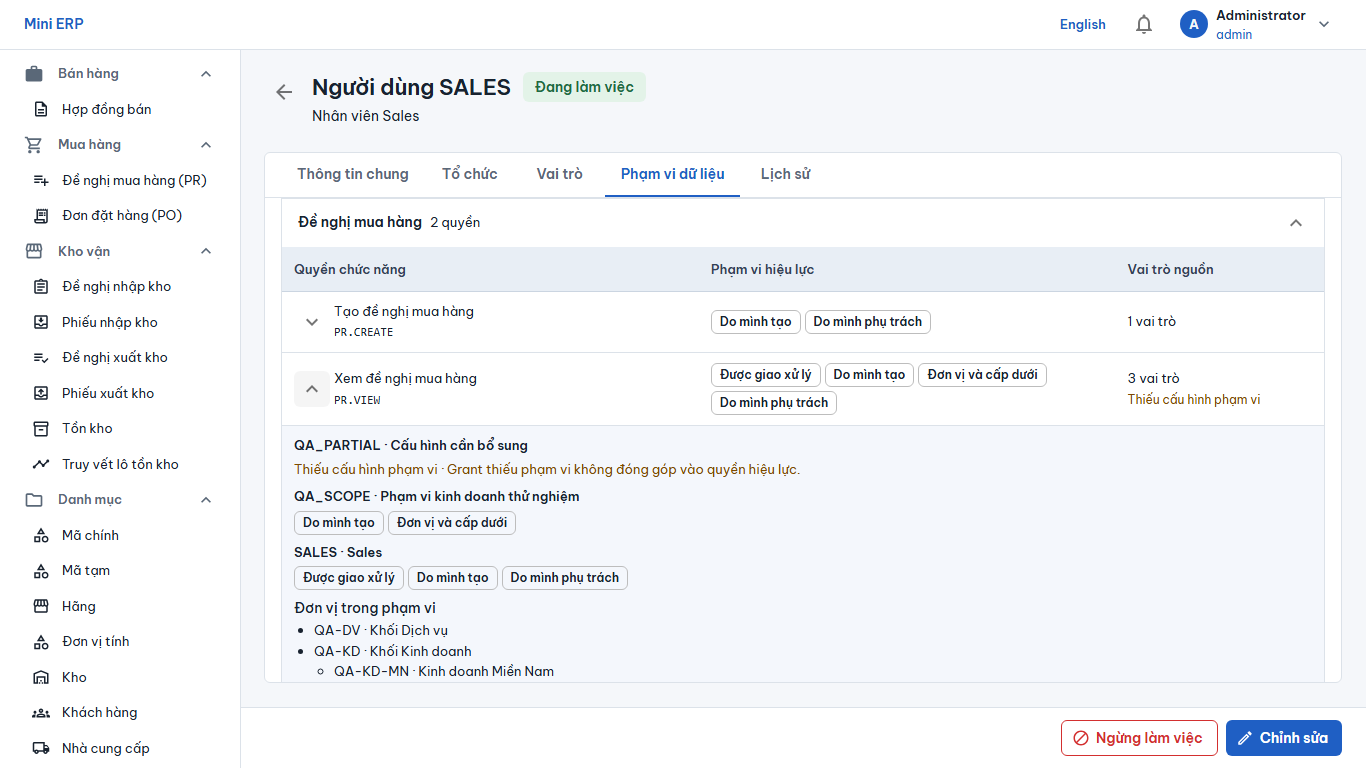 Mini ERP
English
A
Administrator
admin
Bán hàng
Hợp đồng bán
Mua hàng
Đề nghị mua hàng (PR)
Đơn đặt hàng (PO)
Kho vận
Đề nghị nhập kho
Phiếu nhập kho
Đề nghị xuất kho
Phiếu xuất kho
Tồn kho
Truy vết lô tồn kho
Danh mục
Mã chính
Mã tạm
Hãng
Đơn vị tính
Kho
Khách hàng
Nhà cung cấp
Người dùng SALES
Đang làm việc
Nhân viên Sales
Thông tin chung
Tổ chức
Vai trò
Phạm vi dữ liệu
Lịch sử
Đề nghị mua hàng 2 quyền
Quyền chức năng
Phạm vi hiệu lực
Vai trò nguồn
Tạo đề nghị mua hàng
PR.CREATE
Do mình tạo
Do mình phụ trách
1 vai trò
Xem đề nghị mua hàng
PR.VIEW
Được giao xử lý
Do mình tạo
Đơn vị và cấp dưới
Do mình phụ trách
3 vai trò
Thiếu cấu hình phạm vi
QA_PARTIAL · Cấu hình cần bổ sung
Thiếu cấu hình phạm vi · Grant thiếu phạm vi không đóng góp vào quyền hiệu lực.
QA_SCOPE · Phạm vi kinh doanh thử nghiệm
Do mình tạo
Đơn vị và cấp dưới
SALES · Sales
Được giao xử lý
Do mình tạo
Do mình phụ trách
Đơn vị trong phạm vi
QA-DV · Khối Dịch vụ
QA-KD · Khối Kinh doanh
QA-KD-MN · Kinh doanh Miền Nam
Ngừng làm việc
Chỉnh sửa